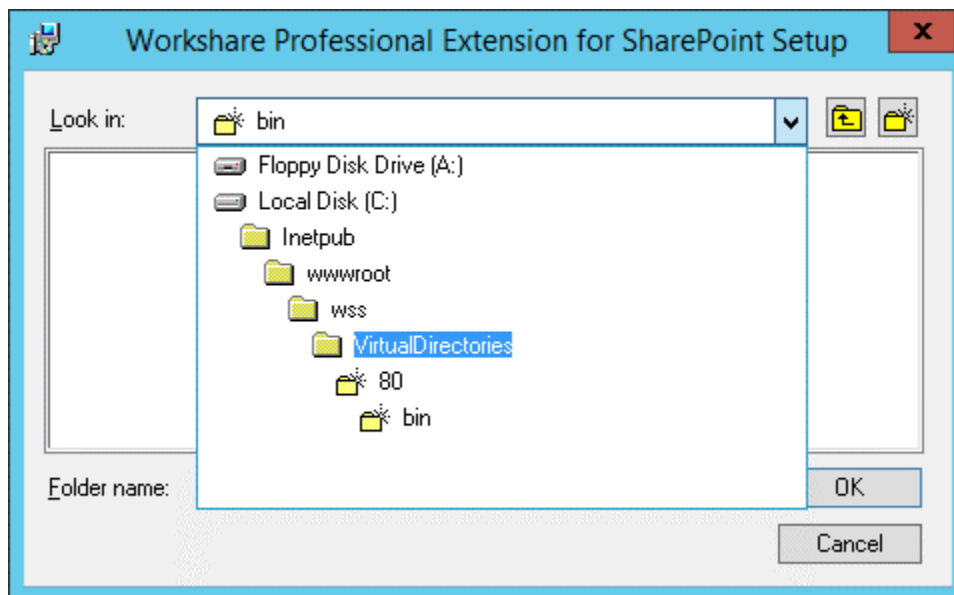 Workshare Professional Extension for SharePoint Setup
x
Look in:
bin
Floppy Disk Drive (A:)
Local Disk (C:)
Inetpub
wwwroot
wss
VirtualDirectories
80
bin
Folder name:
OK
Cancel